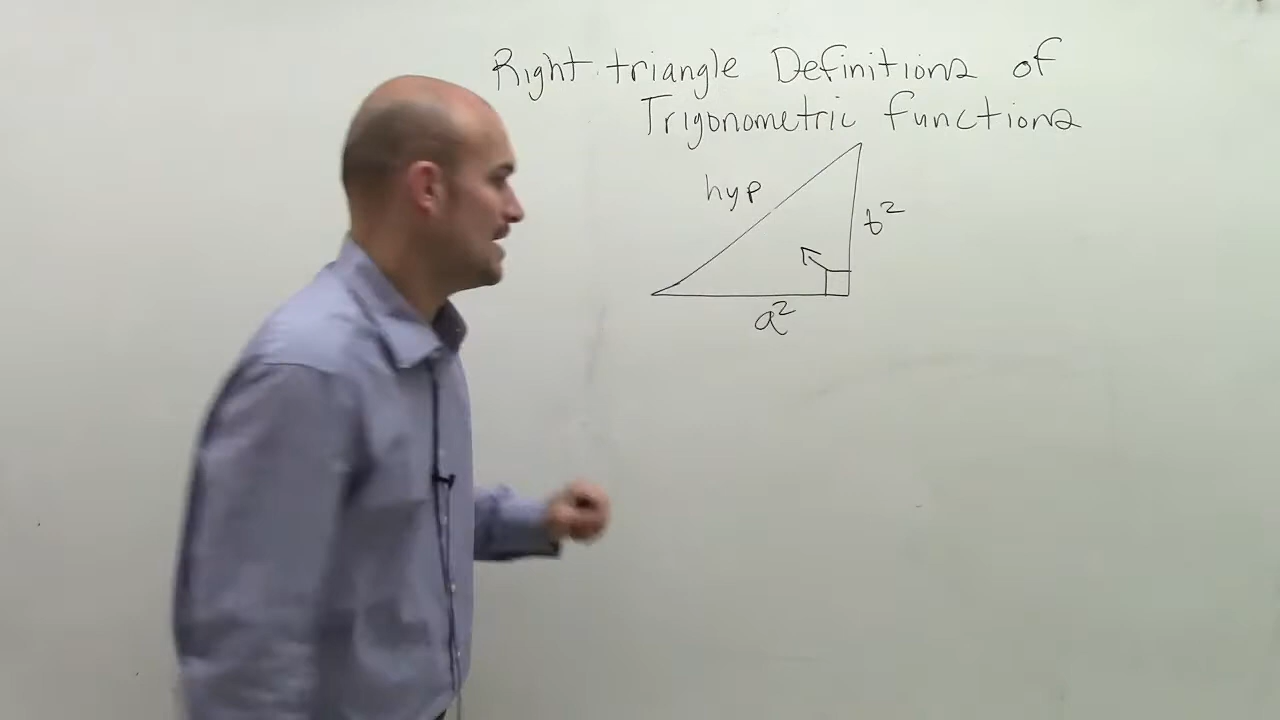 Right triangle Definitions of
Trigonometric functions
hyp
b²
a²